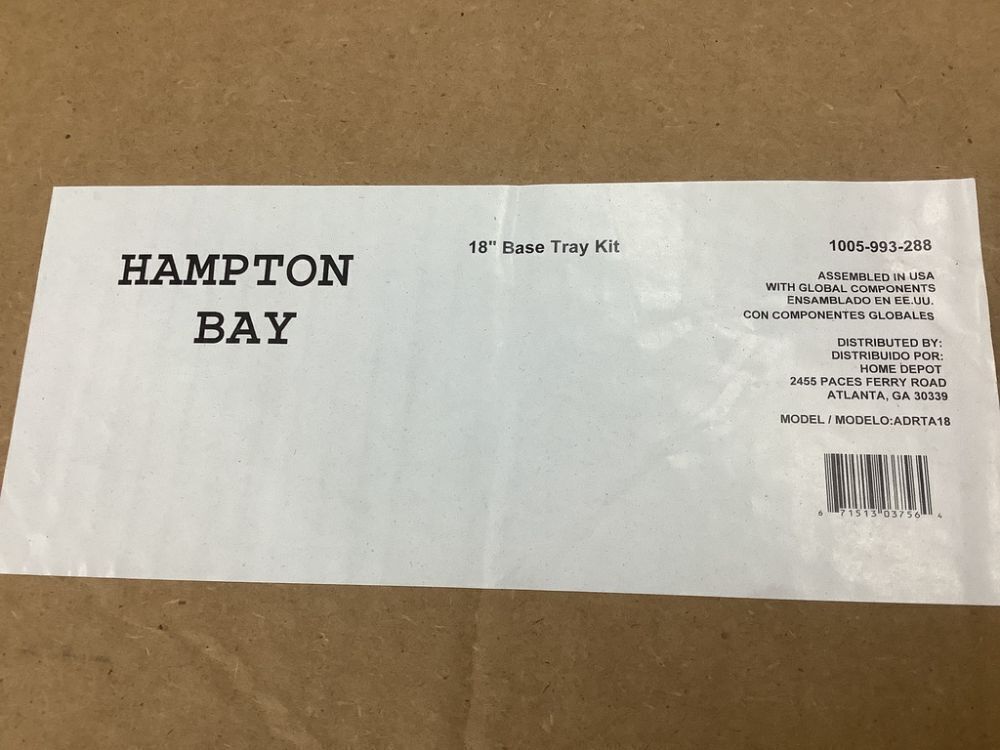 HAMPTON
BAY
18" Base Tray Kit
1005-993-288
ASSEMBLED IN USA
WITH GLOBAL COMPONENTS
ENSAMBLADO EN EE.UU.
CON COMPONENTES GLOBALES
DISTRIBUTED BY:
DISTRIBUIDO POR:
HOME DEPOT
2455 PACES FERRY ROAD
ATLANTA, GA 30339
MODEL / MODELO:ADRTA18
6 71513 03756 4